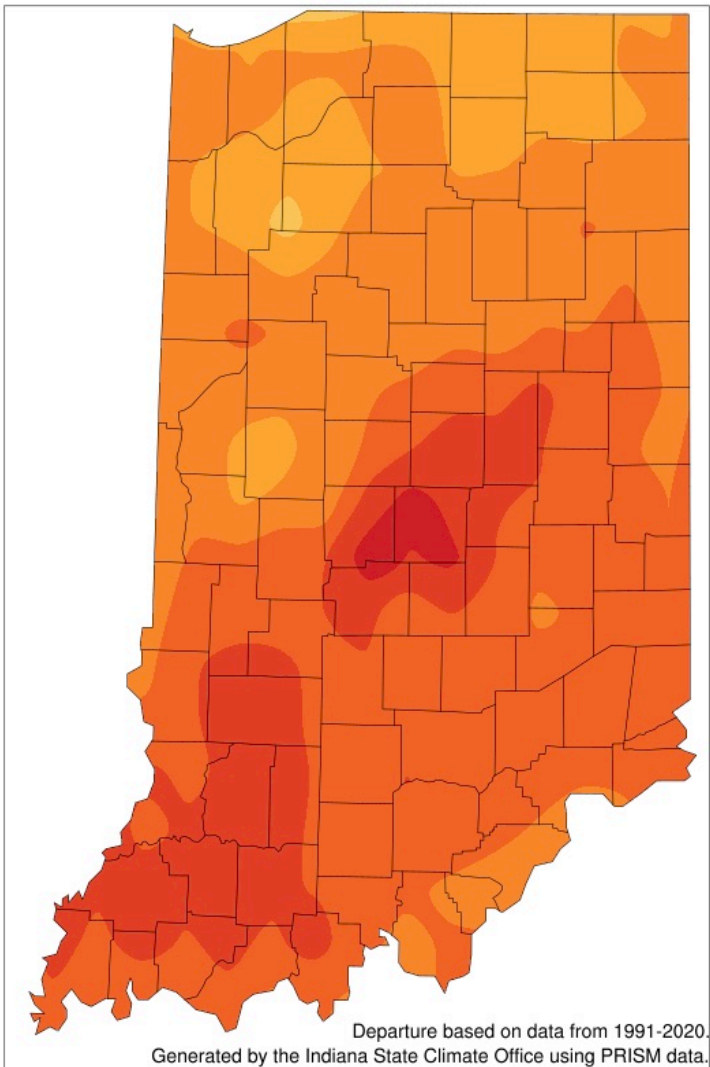 Departure based on data from 1991-2020.
Generated by the Indiana State Climate Office using PRISM data.